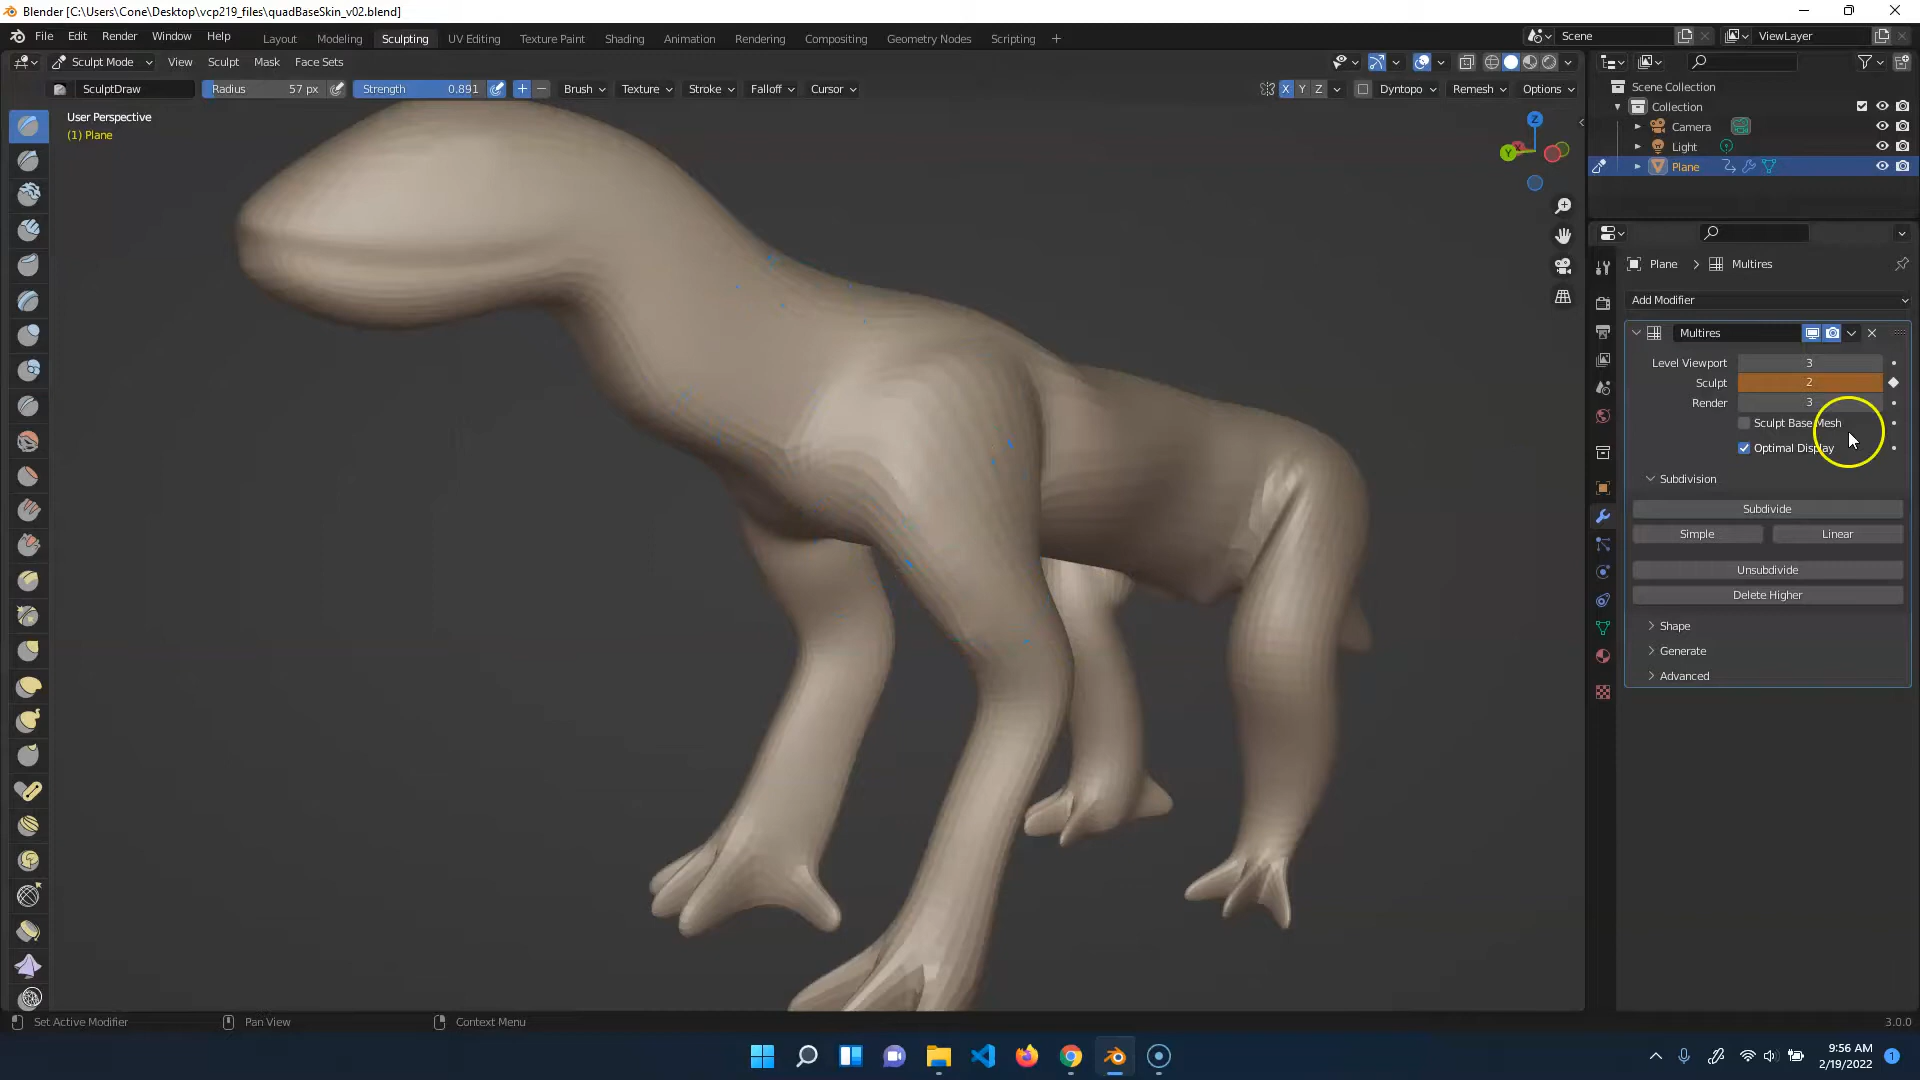 Blender [C:\Users\Cone\Desktop\vcp219_files\quadBaseSkin_v02.blend]
File Edit Render Window Help
Layout Modeling Sculpting UV Editing Texture Paint Shading Animation Rendering Compositing Geometry Nodes Scripting +
Scene
ViewLayer
Sculpt Mode View Sculpt Mask Face Sets
SculptDraw Radius 57 px Strength 0.891 Brush Texture Stroke Falloff Cursor
X Y Z Dyntopo Remesh Options
User Perspective
(1) Plane
Z
Y
Scene Collection
Collection
Camera
Light
Plane
Plane > Multires
Add Modifier
Multires
Level Viewport 3
Sculpt 2
Render 3
Sculpt Base Mesh
Optimal Display
Subdivision
Subdivide
Simple Linear
Unsubdivide
Delete Higher
Shape
Generate
Advanced
Set Active Modifier Pan View Context Menu 3.0.0
9:56 AM
2/19/2022
1